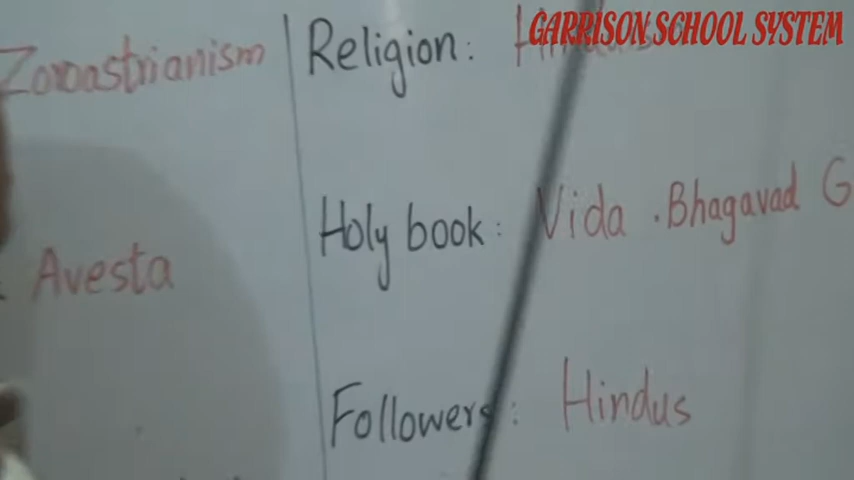 GARRISON SCHOOL SYSTEM
Zoroastrianism
Religion:
Avesta
Holy book: Vida . Bhagavad G
Followers: Hindus